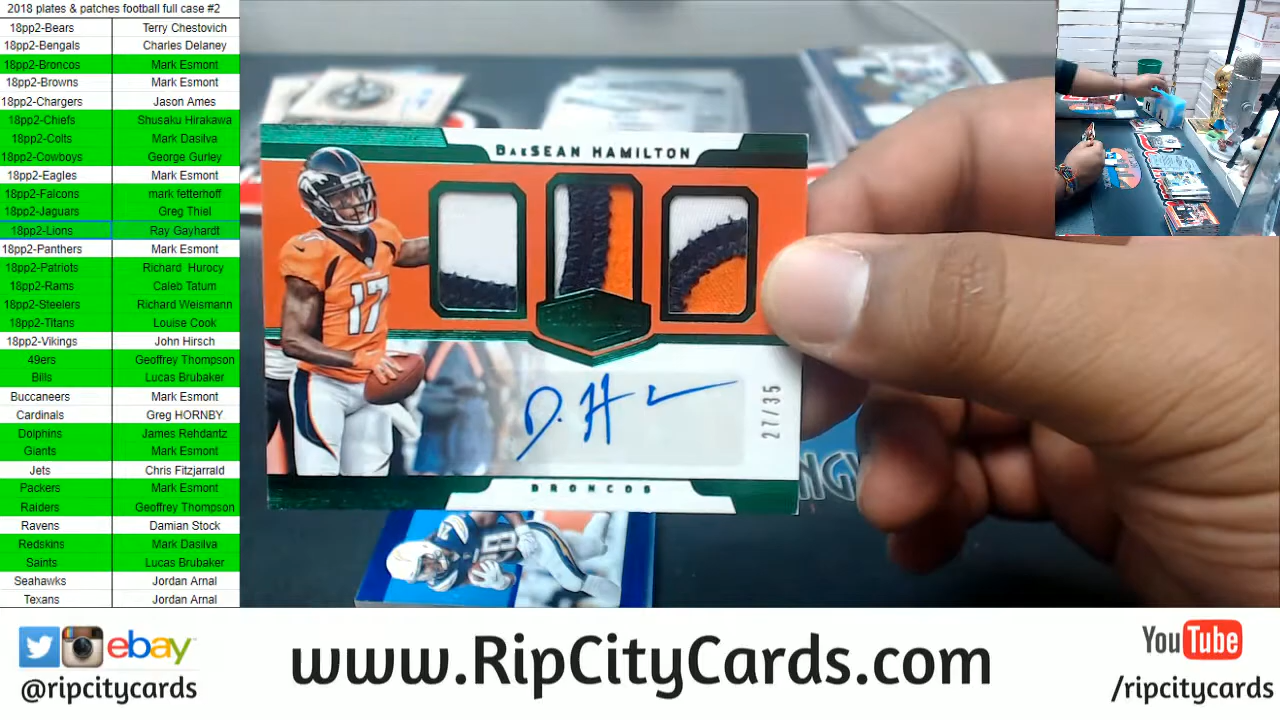 2018 plates & patches football full case #2
18pp2-Bears Terry Chestovich
18pp2-Bengals Charles Delaney
18pp2-Broncos Mark Esmont
18pp2-Browns Mark Esmont
18pp2-Chargers Jason Ames
18pp2-Chiefs Shusaku Hirakawa
18pp2-Colts Mark Dasilva
18pp2-Cowboys George Gurley
18pp2-Eagles Mark Esmont
18pp2-Falcons mark fetterhoff
18pp2-Jaguars Greg Thiel
18pp2-Lions Ray Gayhardt
18pp2-Panthers Mark Esmont
18pp2-Patriots Richard Hurocy
18pp2-Rams Caleb Tatum
18pp2-Steelers Richard Weismann
18pp2-Titans Louise Cook
18pp2-Vikings John Hirsch
49ers Geoffrey Thompson
Bills Lucas Brubaker
Buccaneers Mark Esmont
Cardinals Greg HORNBY
Dolphins James Rehdantz
Giants Mark Esmont
Jets Chris Fitzjarrald
Packers Mark Esmont
Raiders Geoffrey Thompson
Ravens Damian Stock
Redskins Mark Dasilva
Saints Lucas Brubaker
Seahawks Jordan Arnal
Texans Jordan Arnal
DAESEAN HAMILTON
17
D. H
27/35
BRONCOS
ebay
@ripcitycards
www.RipCityCards.com
YouTube
/ripcitycards